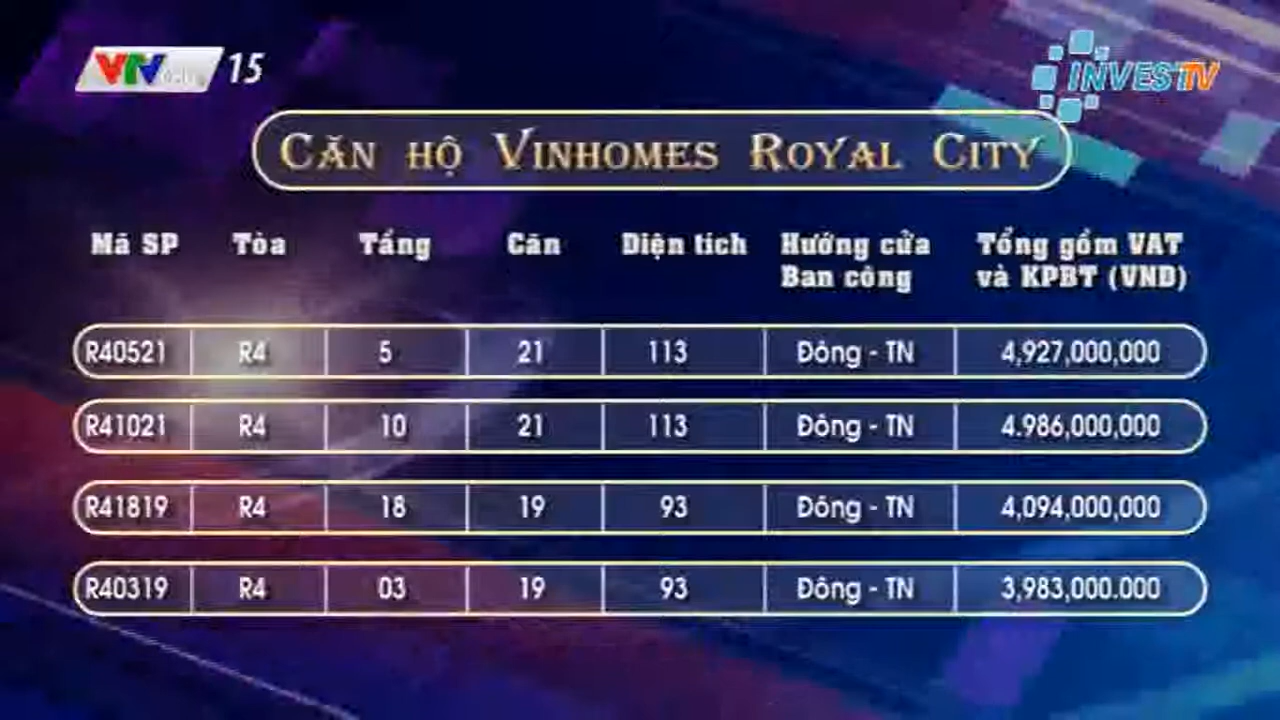 VTV 15
INVEST TV
CĂN HỘ VINHOMES ROYAL CITY
Mã SP Tòa Tầng Căn Diện tích Hướng cửa Ban công Tổng gồm VAT và KPBT (VND)
R40521 R4 5 21 113 Đông - TN 4,927,000,000
R41021 R4 10 21 113 Đông - TN 4.986,000,000
R41819 R4 18 19 93 Đông - TN 4,094,000,000
R40319 R4 03 19 93 Đông - TN 3,983,000.000